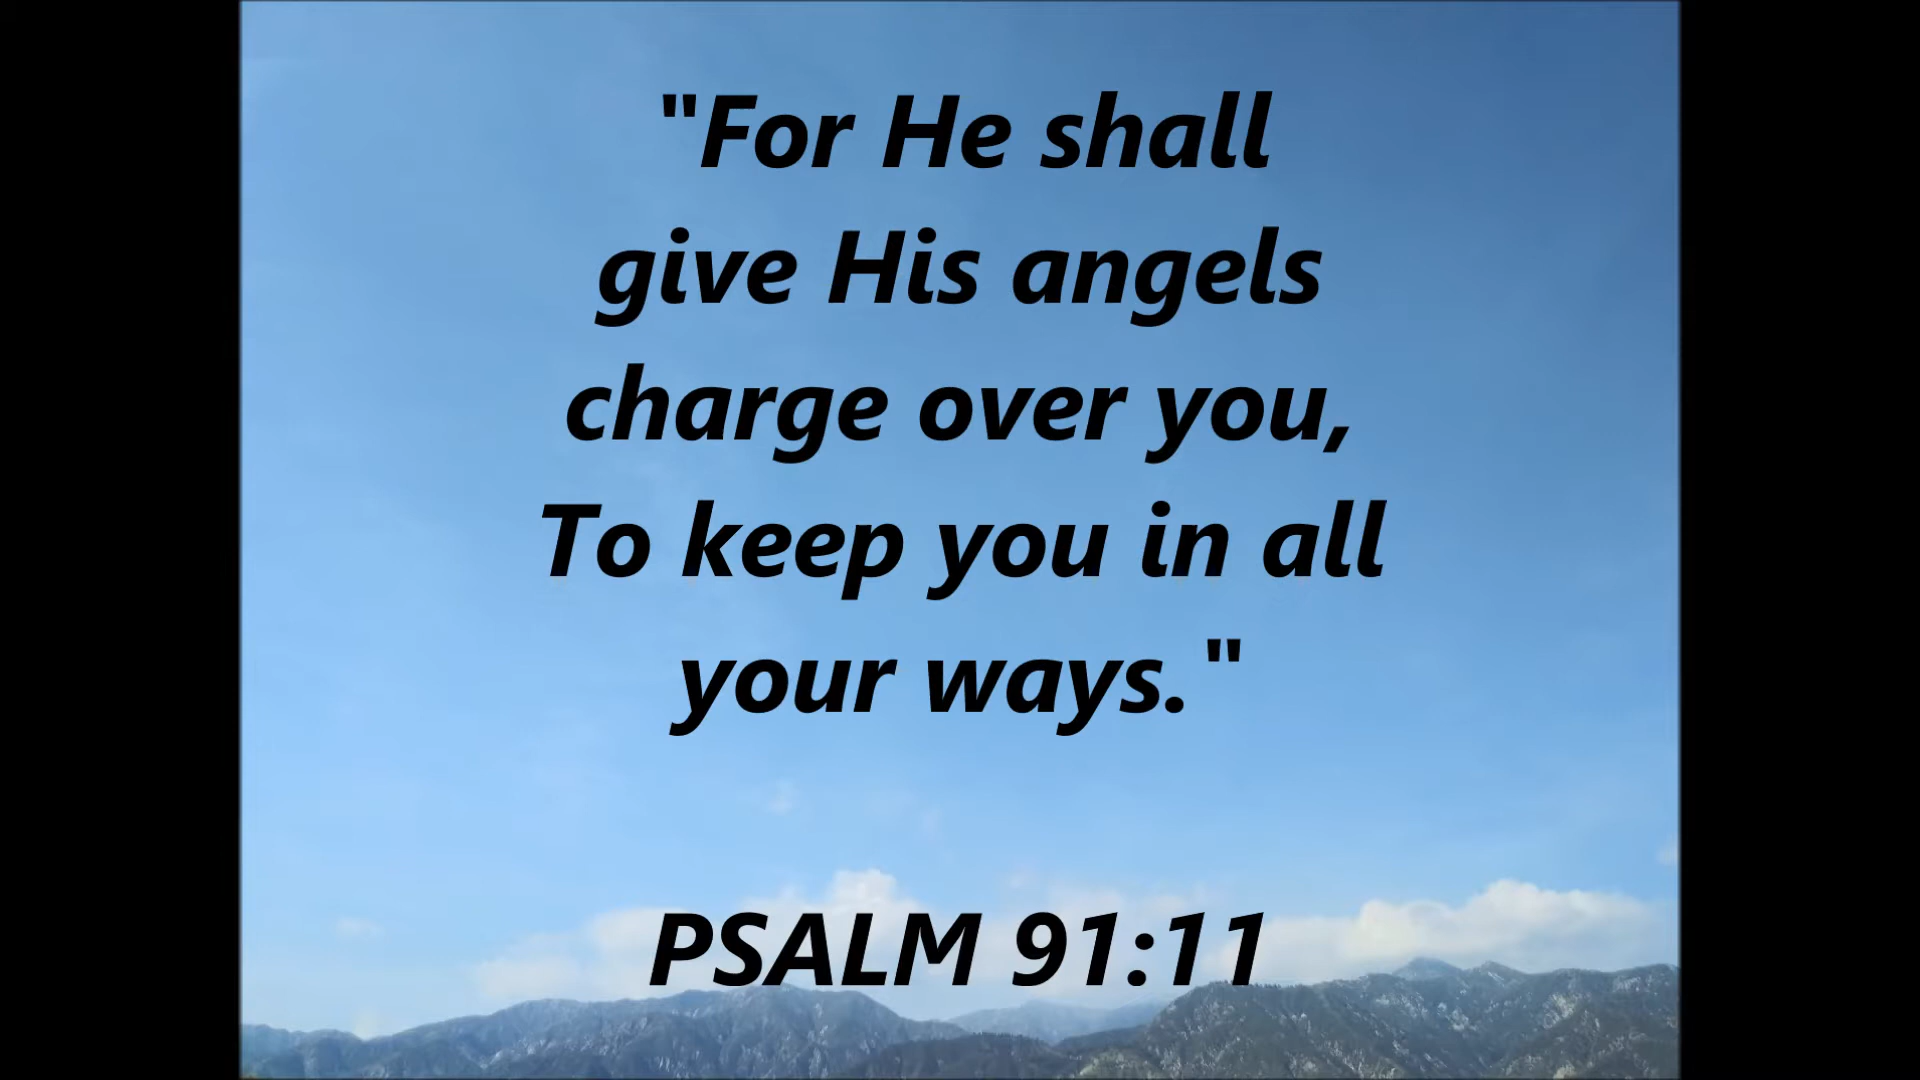 "For He shall
give His angels
charge over you,
To keep you in all
your ways."
PSALM 91:11